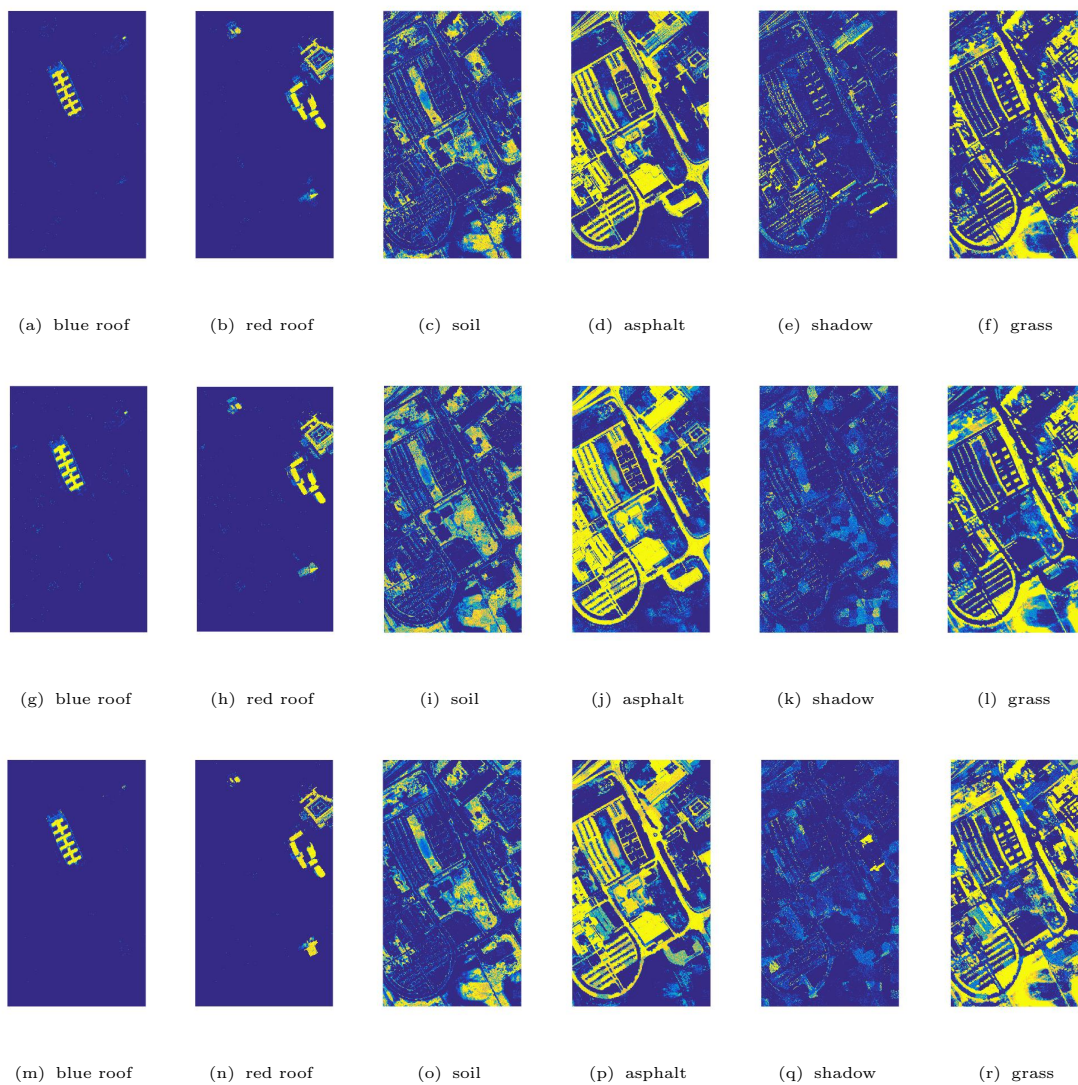 (a) blue roof (b) red roof (c) soil (d) asphalt (e) shadow (f) grass
(g) blue roof (h) red roof (i) soil (j) asphalt (k) shadow (l) grass
(m) blue roof (n) red roof (o) soil (p) asphalt (q) shadow (r) grass